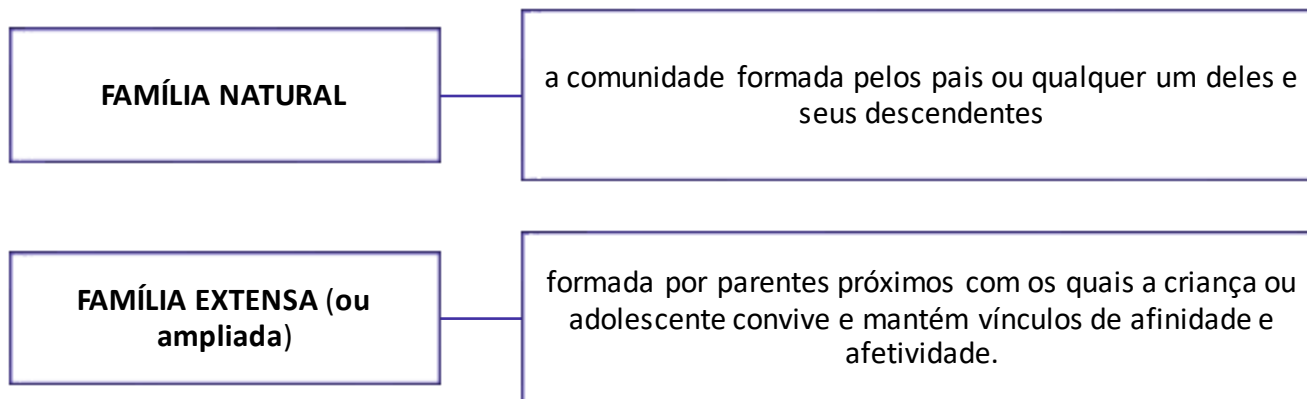 FAMÍLIA NATURAL
a comunidade formada pelos pais ou qualquer um deles e
seus descendentes
FAMÍLIA EXTENSA (ou
ampliada)
formada por parentes próximos com os quais a criança ou
adolescente convive e mantém vínculos de afinidade e
afetividade.